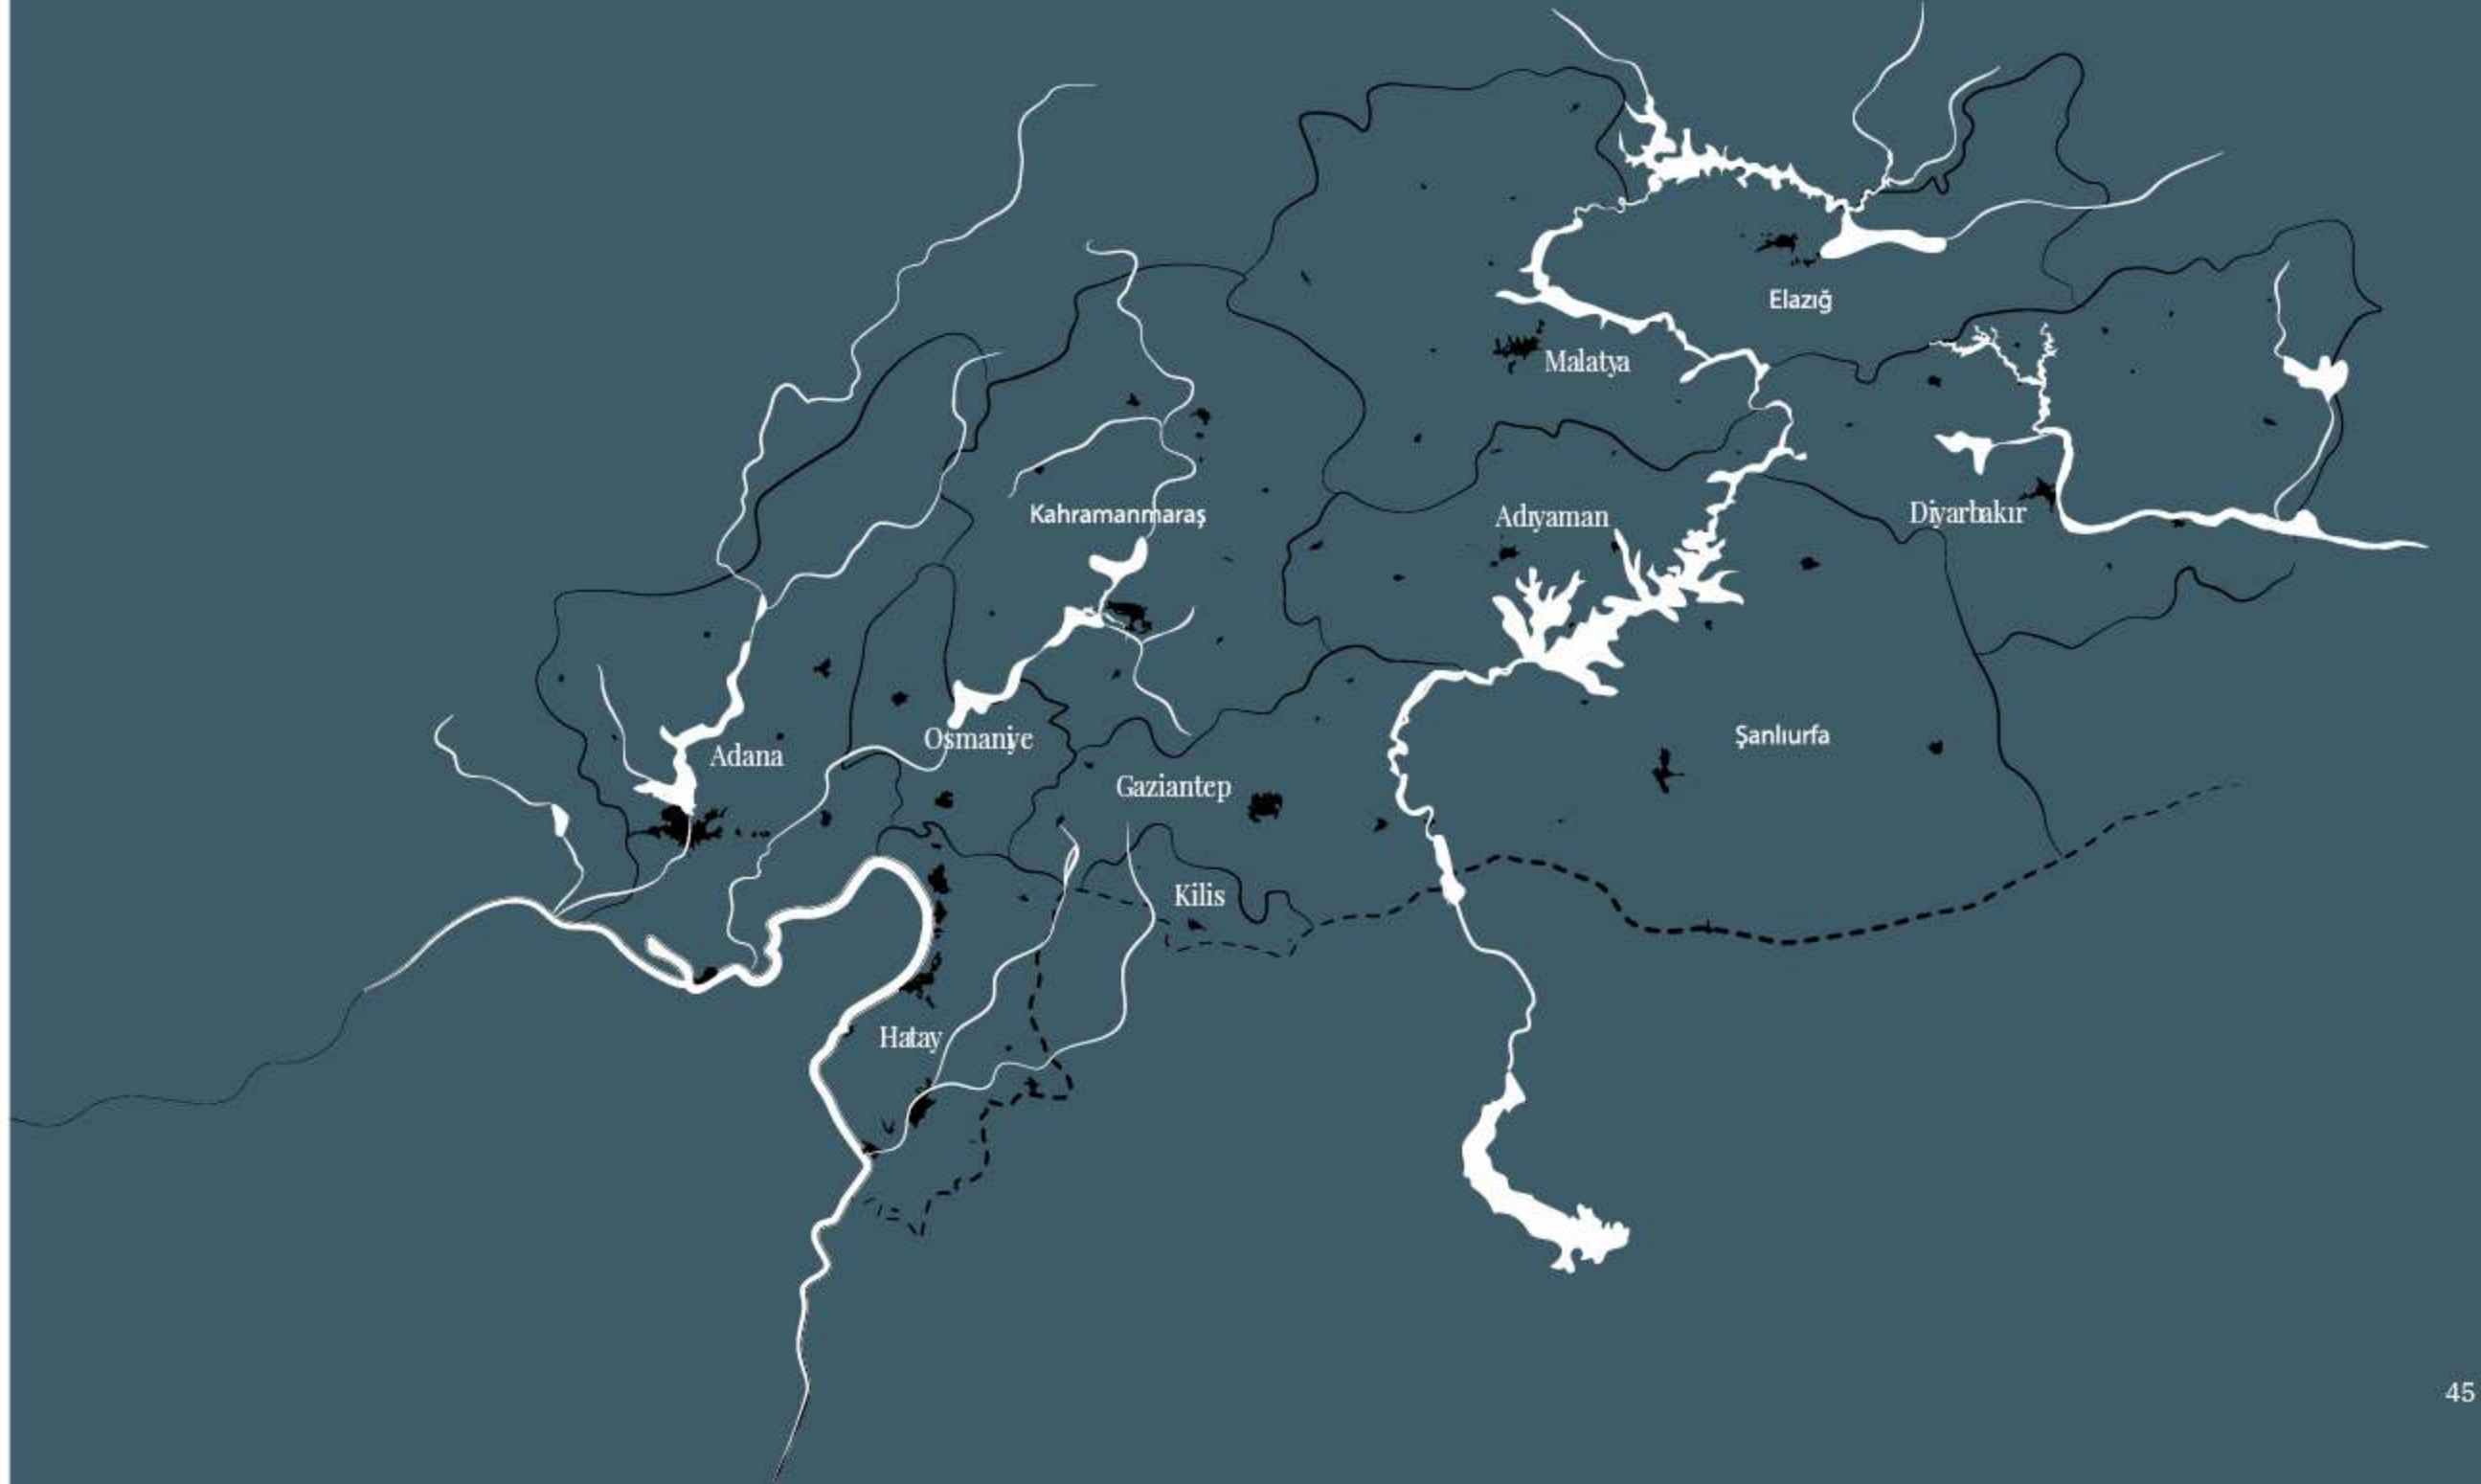 Elazığ
Malatya
Kahramanmaraş
Adıyaman
Diyarbakır
Osmaniye
Şanlıurfa
Adana
Gaziantep
Kilis
Hatay
45